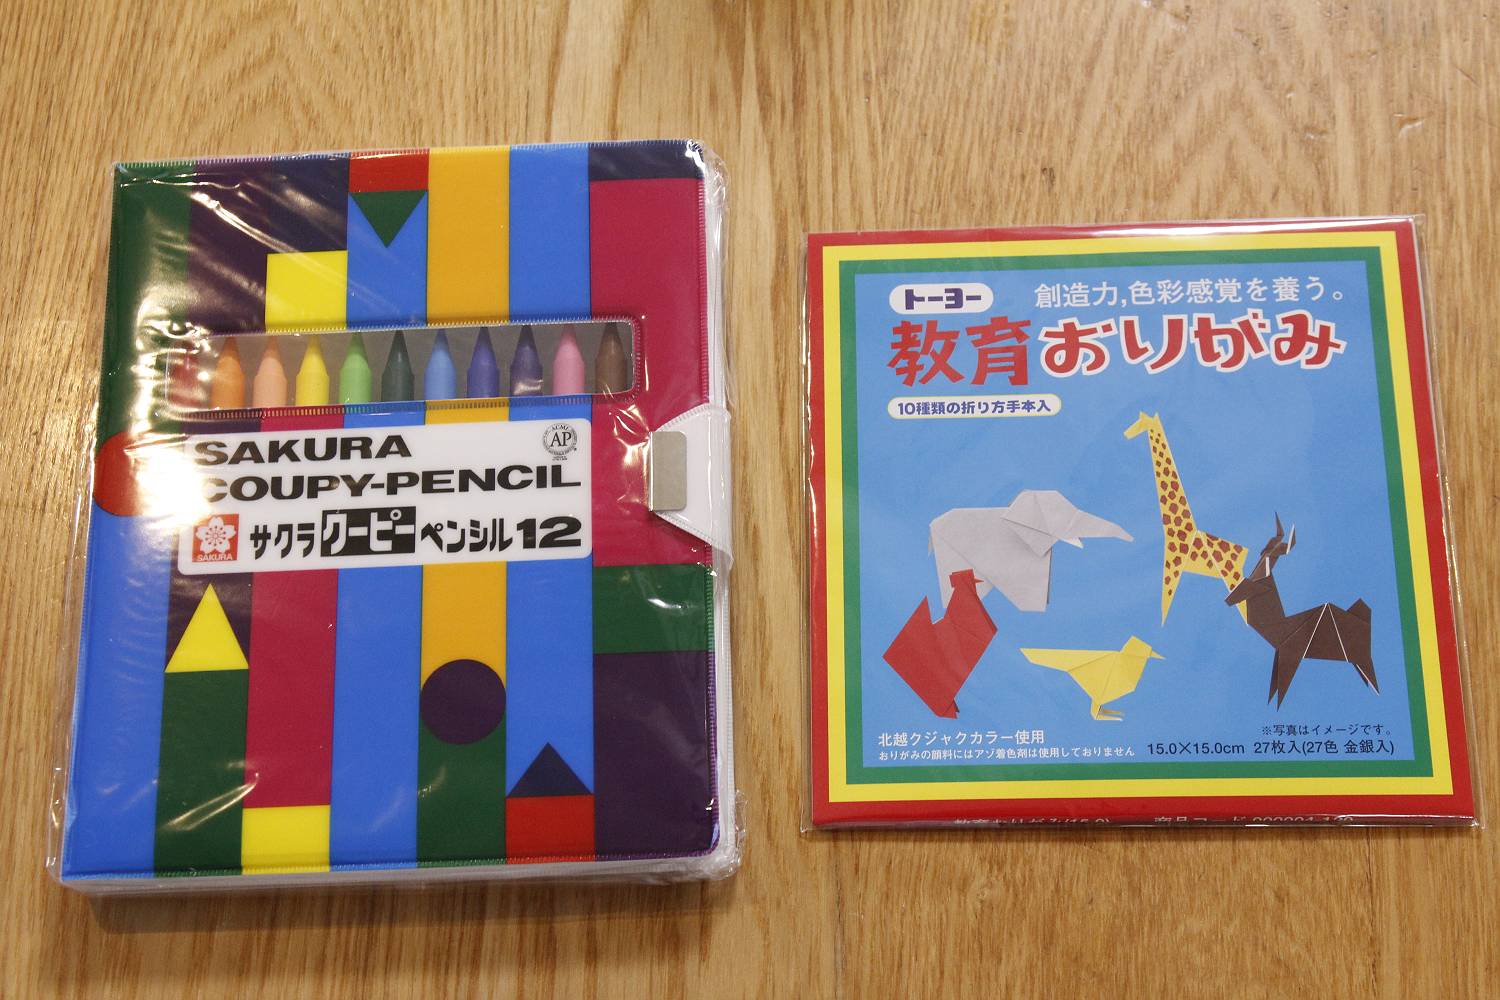 SAKURA
COUPY-PENCIL
ACMI
AP
SAKURA
サクラクーピーペンシル12
トーヨー
創造力,色彩感覚を養う。
教育おりがみ
10種類の折り方手本入
※写真はイメージです。
北越クジャクカラー使用
おりがみの顔料にはアゾ着色剤は使用しておりません
15.0×15.0cm 27枚入(27色 金銀入)